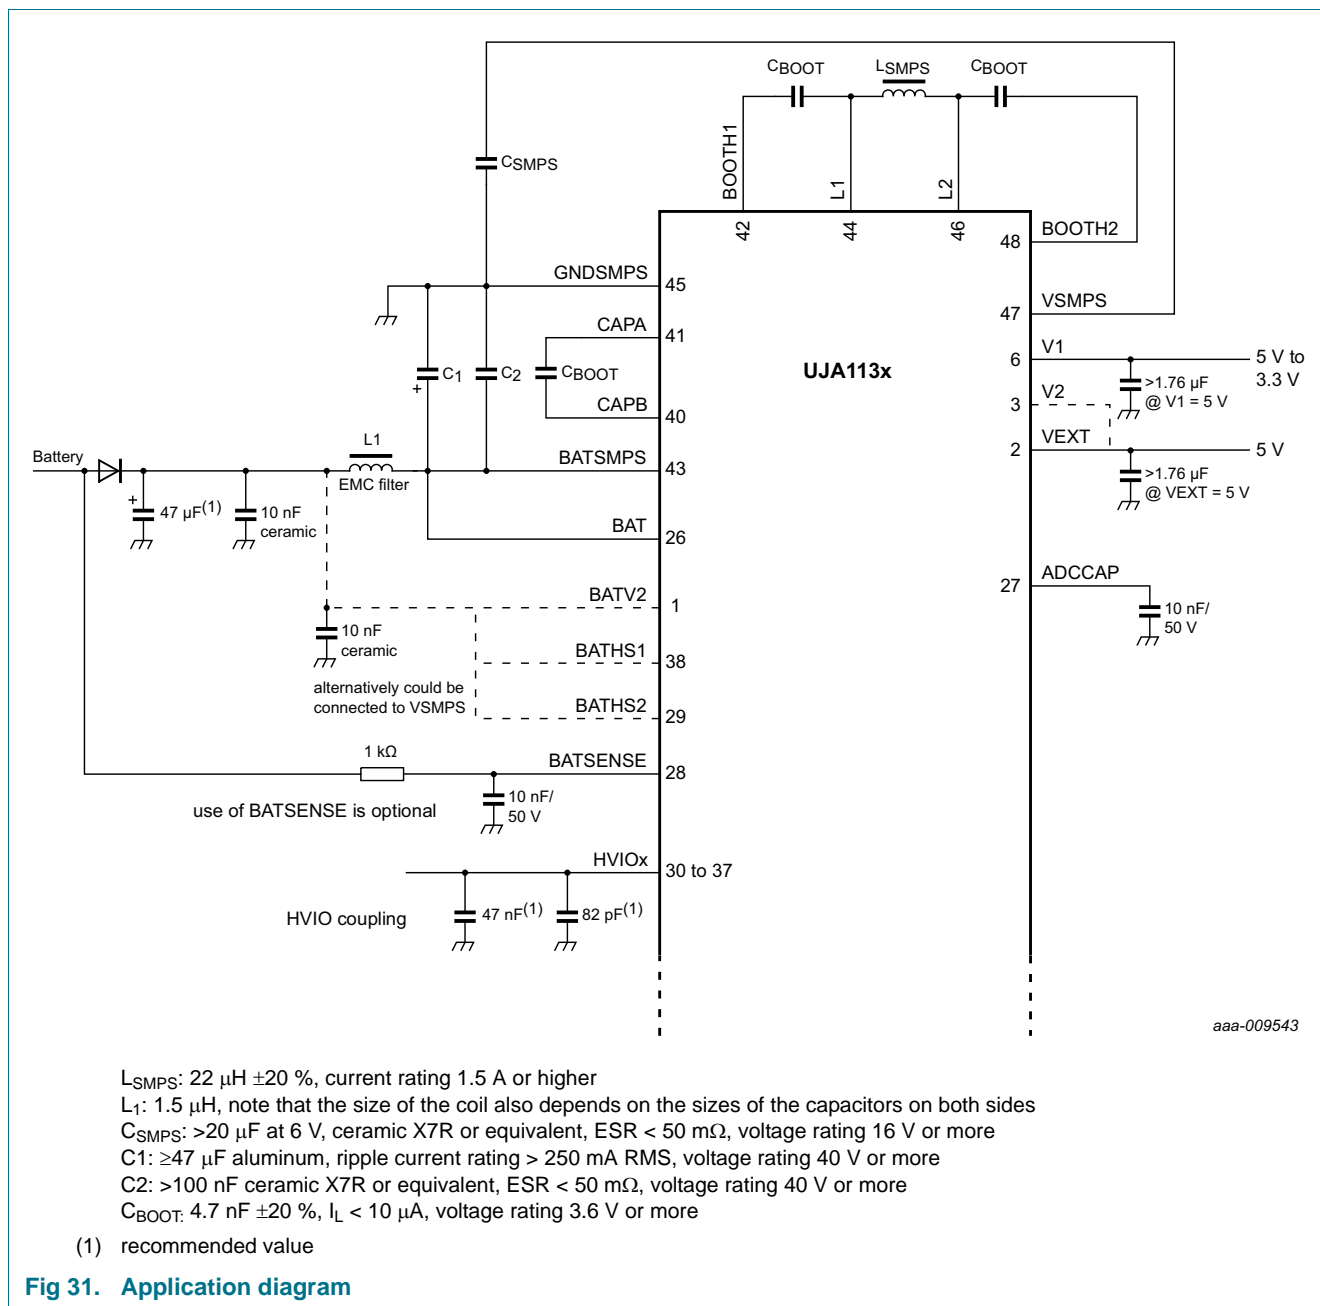 CBOOT
LSMPS
CBOOT
CSMPS
BOOTH1
L1
L2
42
44
46
48
BOOTH2
GNDSMPS
45
47
VSMPS
CAPA
41
6
V1
5 V to
3.3 V
C1
+
C2
CBOOT
UJA113x
>1.76 µF
@ V1 = 5 V
3
V2
CAPB
40
2
VEXT
5 V
L1
Battery
BATSMPS
43
EMC filter
>1.76 µF
@ VEXT = 5 V
+
47 µF(1)
10 nF
ceramic
BAT
26
27
ADCCAP
BATV2
1
10 nF/
50 V
10 nF
ceramic
BATHS1
38
alternatively could be
connected to VSMPS
BATHS2
29
1 kΩ
BATSENSE
28
use of BATSENSE is optional
10 nF/
50 V
HVIOx
30 to 37
HVIO coupling
47 nF(1)
82 pF(1)
aaa-009543
LSMPS: 22 µH ±20 %, current rating 1.5 A or higher
L1: 1.5 µH, note that the size of the coil also depends on the sizes of the capacitors on both sides
CSMPS: >20 µF at 6 V, ceramic X7R or equivalent, ESR < 50 mΩ, voltage rating 16 V or more
C1: ≥47 µF aluminum, ripple current rating > 250 mA RMS, voltage rating 40 V or more
C2: >100 nF ceramic X7R or equivalent, ESR < 50 mΩ, voltage rating 40 V or more
CBOOT: 4.7 nF ±20 %, IL < 10 µA, voltage rating 3.6 V or more
(1) recommended value
Fig 31. Application diagram